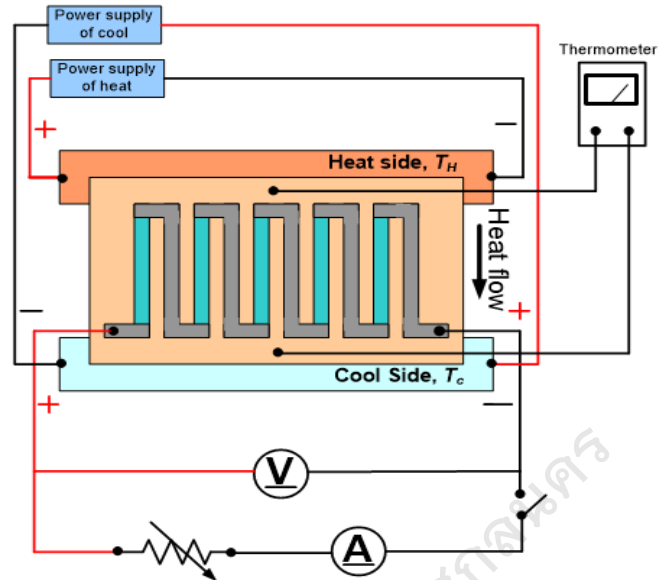 Power supply
of cool
Power supply
of heat
Thermometer
+
—
Heat side, T_H
Heat flow
—
+
Cool Side, T_c
+
—
V
A